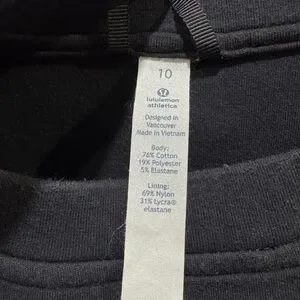 10
lululemon
athletica
Designed in
Vancouver
Made in Vietnam
Body:
76% Cotton
19% Polyester
5% Elastane
Lining:
69% Nylon
31% Lycra®
elastane